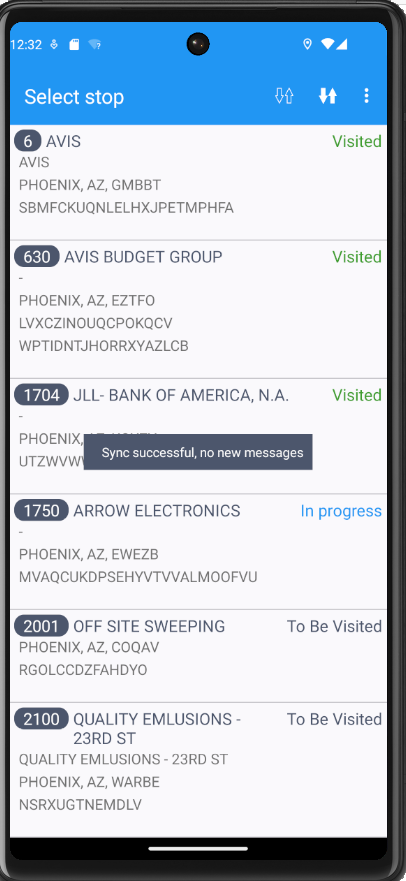 12:32
Select stop
6 AVIS Visited
AVIS
PHOENIX, AZ, GMBBT
SBMFCKUQNLELHXJPETMPHFA
630 AVIS BUDGET GROUP Visited
-
PHOENIX, AZ, EZTFO
LVXCZINOUQCPOKQCV
WPTIDNTJHORRXYAZLCB
1704 JLL- BANK OF AMERICA, N.A. Visited
-
PHOENIX,
Sync successful, no new messages
1750 ARROW ELECTRONICS In progress
-
PHOENIX, AZ, EWEZB
MVAQCUKDPSEHYVTVVALMOOFVU
2001 OFF SITE SWEEPING To Be Visited
PHOENIX, AZ, COQAV
RGOLCCDZFAHDYO
2100 QUALITY EMLUSIONS - To Be Visited
23RD ST
QUALITY EMLUSIONS - 23RD ST
PHOENIX, AZ, WARBE
NSRXUGTNEMDLV